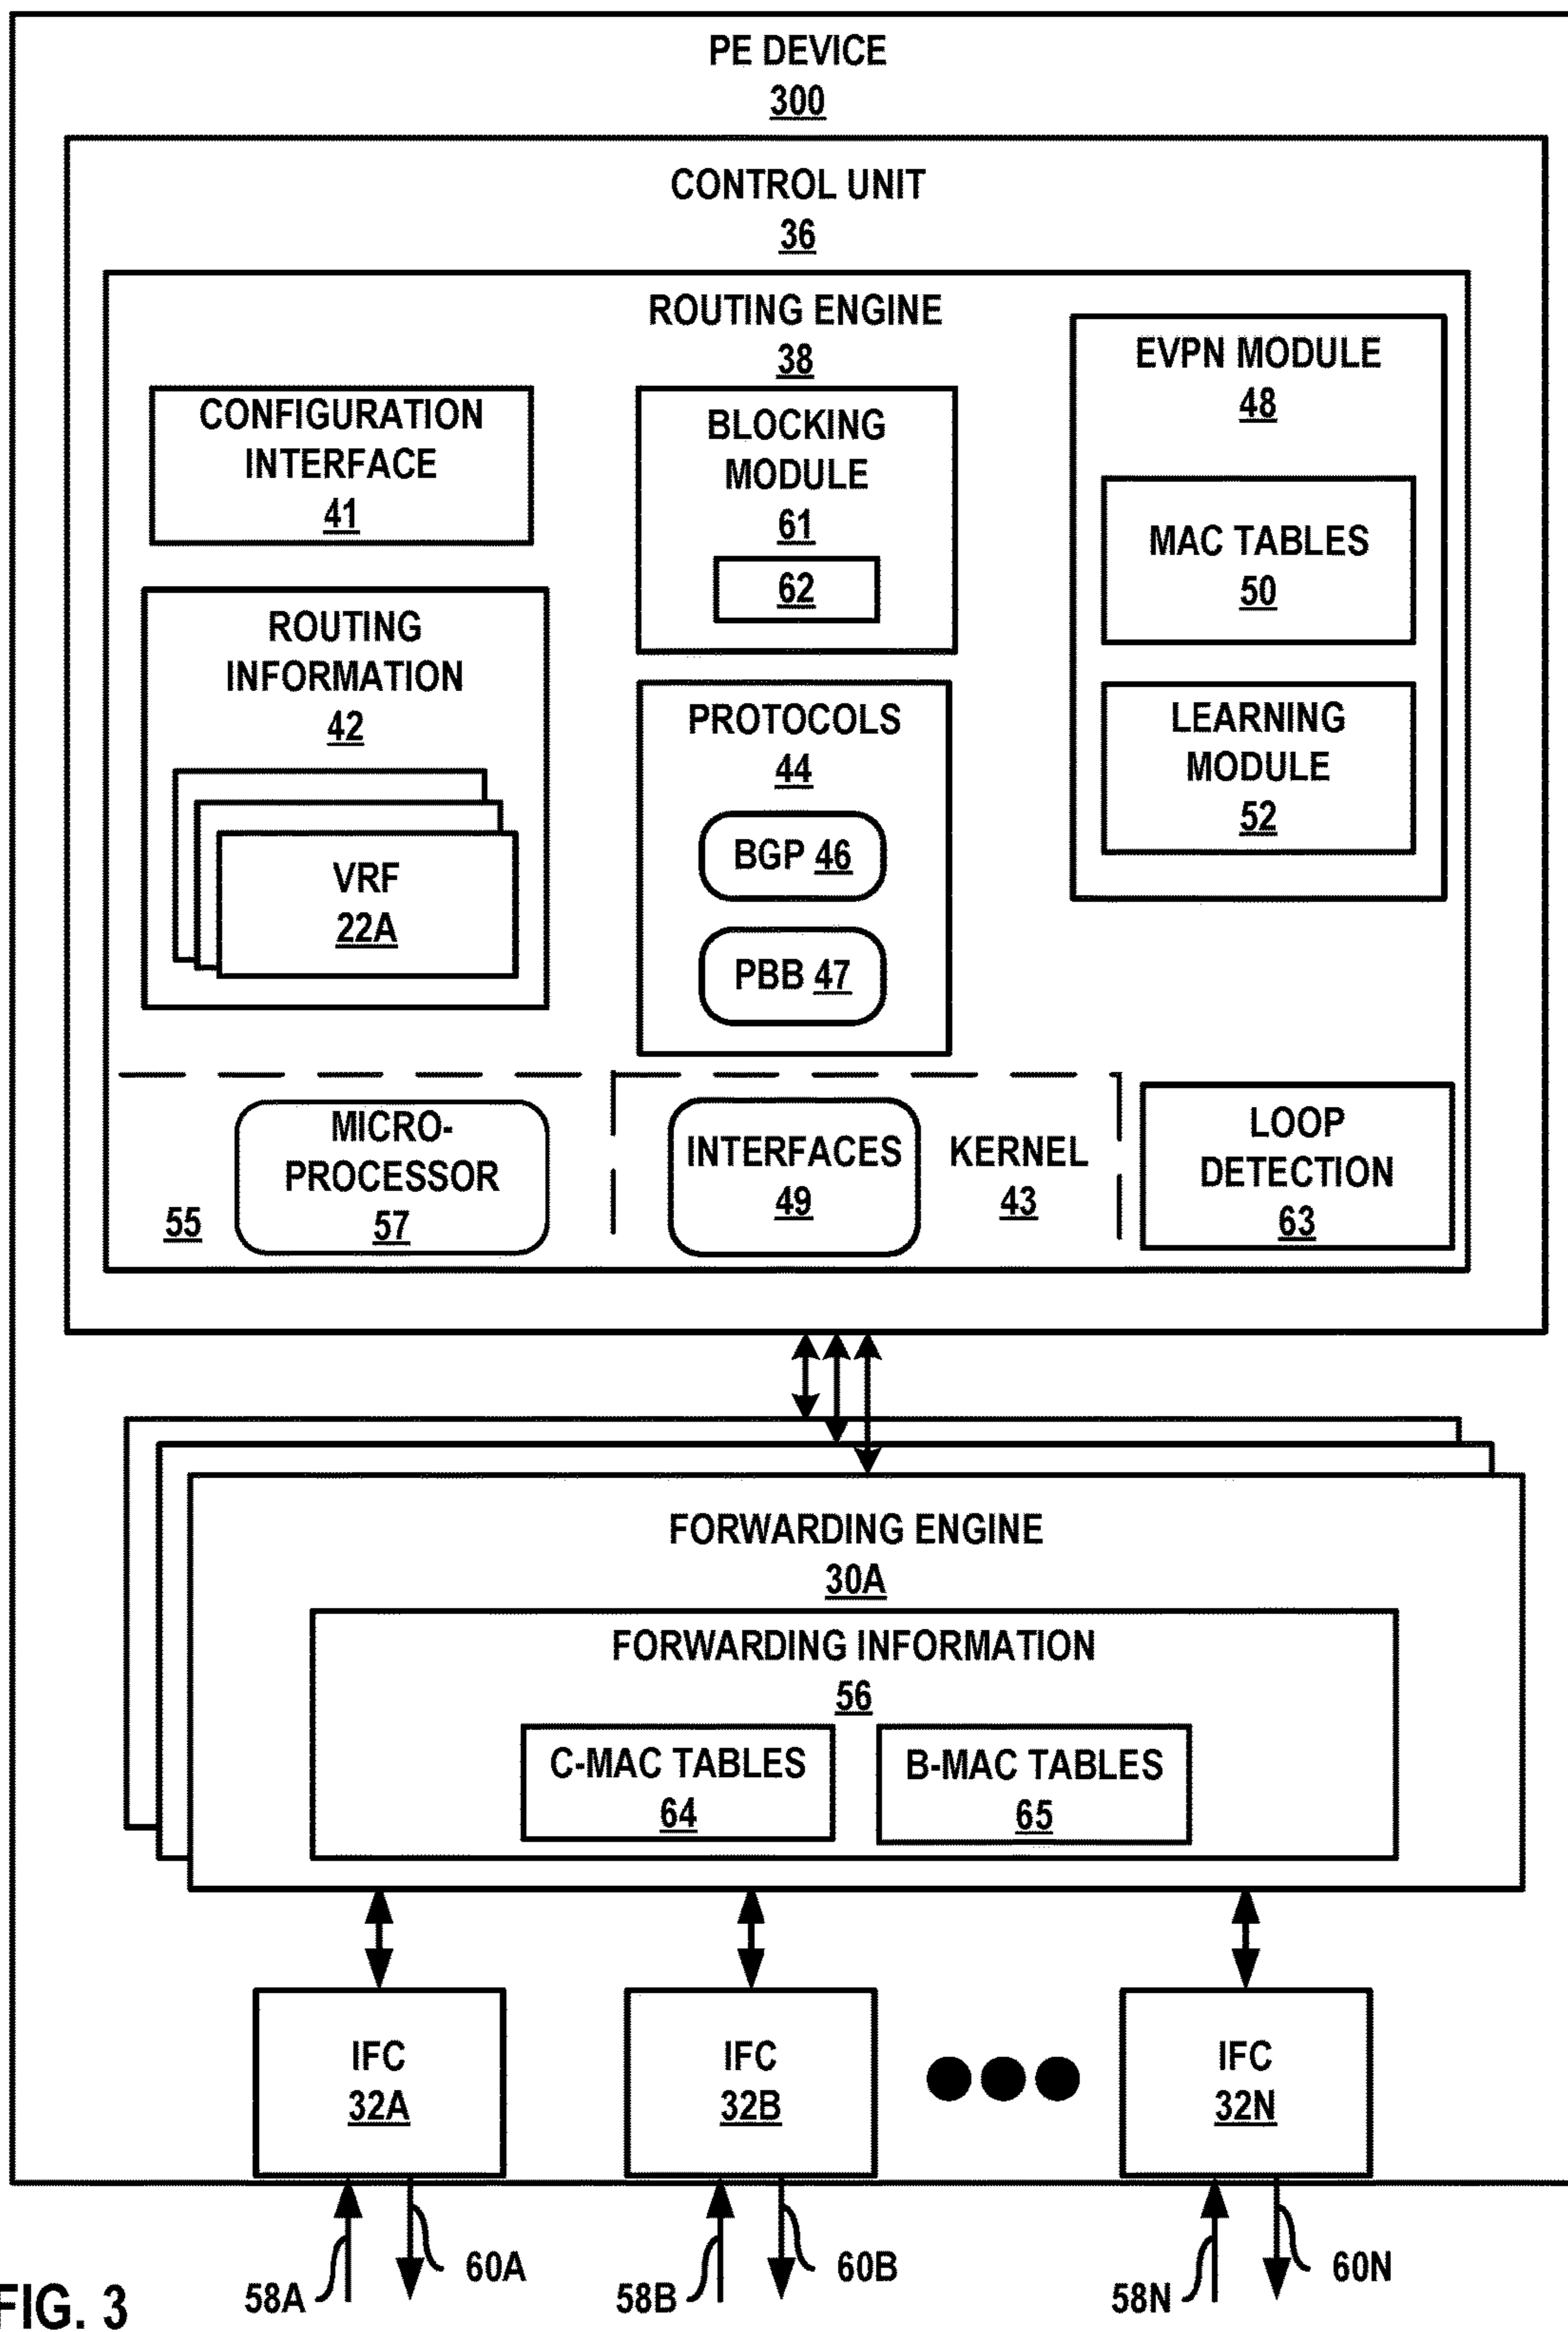 PE DEVICE
300
CONTROL UNIT
36
ROUTING ENGINE
38
CONFIGURATION
INTERFACE
41
BLOCKING
MODULE
61
62
EVPN MODULE
48
MAC TABLES
50
LEARNING
MODULE
52
ROUTING
INFORMATION
42
VRF
22A
PROTOCOLS
44
BGP 46
PBB 47
55
MICRO-
PROCESSOR
57
INTERFACES
49
KERNEL
43
LOOP
DETECTION
63
FORWARDING ENGINE
30A
FORWARDING INFORMATION
56
C-MAC TABLES
64
B-MAC TABLES
65
IFC
32A
IFC
32B
IFC
32N
58A
60A
58B
60B
58N
60N
FIG. 3